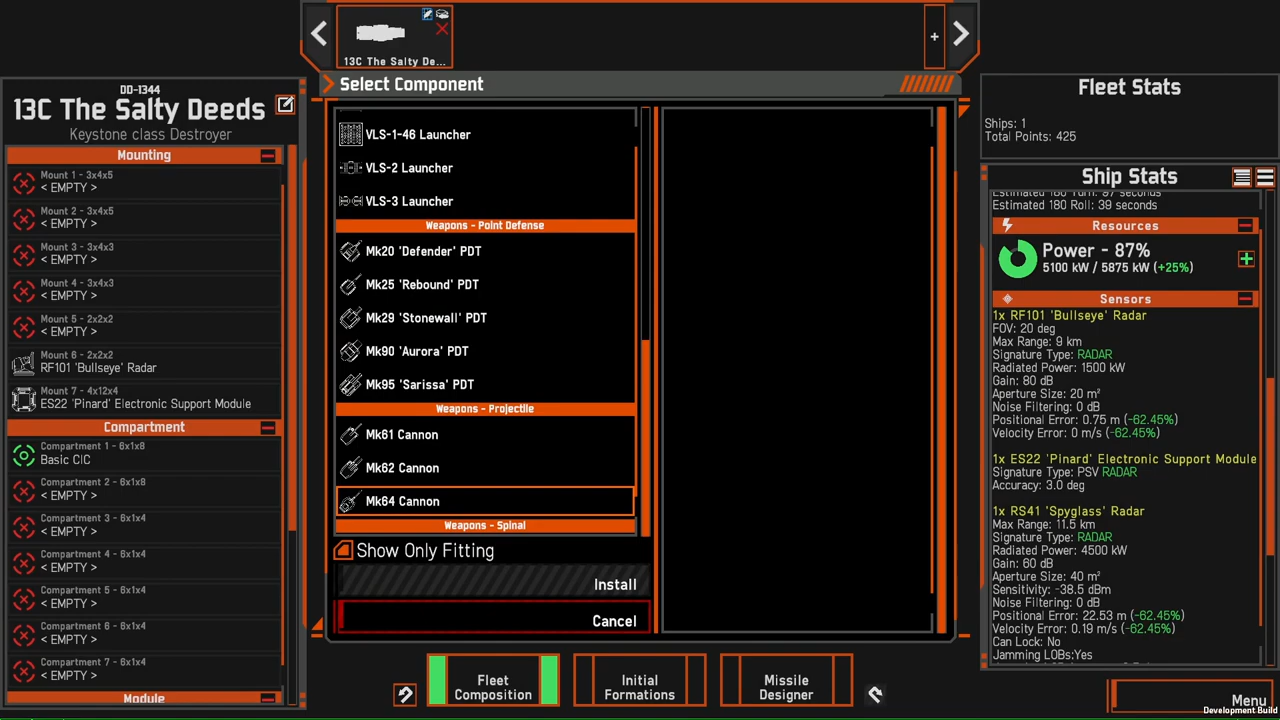 13C The Salty De...
+
Select Component
DD-1344
13C The Salty Deeds
Keystone class Destroyer
Mounting
Mount 1 - 3x4x5
< EMPTY >
Mount 2 - 3x4x5
< EMPTY >
Mount 3 - 3x4x3
< EMPTY >
Mount 4 - 3x4x3
< EMPTY >
Mount 5 - 2x2x2
< EMPTY >
Mount 6 - 2x2x2
RF101 'Bullseye' Radar
Mount 7 - 4x12x4
ES22 'Pinard' Electronic Support Module
Compartment
Compartment 1 - 6x1x8
Basic CIC
Compartment 2 - 6x1x8
< EMPTY >
Compartment 3 - 6x1x4
< EMPTY >
Compartment 4 - 6x1x4
< EMPTY >
Compartment 5 - 6x1x4
< EMPTY >
Compartment 6 - 6x1x4
< EMPTY >
Compartment 7 - 6x1x4
< EMPTY >
Module
VLS-1-46 Launcher
VLS-2 Launcher
VLS-3 Launcher
Weapons - Point Defense
Mk20 'Defender' PDT
Mk25 'Rebound' PDT
Mk29 'Stonewall' PDT
Mk90 'Aurora' PDT
Mk95 'Sarissa' PDT
Weapons - Projectile
Mk61 Cannon
Mk62 Cannon
Mk64 Cannon
Weapons - Spinal
Show Only Fitting
Install
Cancel
Fleet Stats
Ships: 1
Total Points: 425
Ship Stats
Estimated 180 Turn: 97 seconds
Estimated 180 Roll: 39 seconds
Resources
Power - 87%
5100 kW / 5875 kW (+25%)
Sensors
1x RF101 'Bullseye' Radar
FOV: 20 deg
Max Range: 9 km
Signature Type: RADAR
Radiated Power: 1500 kW
Gain: 80 dB
Aperture Size: 20 m²
Noise Filtering: 0 dB
Positional Error: 0.75 m (-62.45%)
Velocity Error: 0 m/s (-62.45%)
1x ES22 'Pinard' Electronic Support Module
Signature Type: PSV RADAR
Accuracy: 3.0 deg
1x RS41 'Spyglass' Radar
Max Range: 11.5 km
Signature Type: RADAR
Radiated Power: 4500 kW
Gain: 60 dB
Aperture Size: 40 m²
Sensitivity: -38.5 dBm
Noise Filtering: 0 dB
Positional Error: 22.53 m (-62.45%)
Velocity Error: 0.19 m/s (-62.45%)
Can Lock: No
Jamming LOBs:Yes
Fleet
Composition
Initial
Formations
Missile
Designer
Menu
Development Build